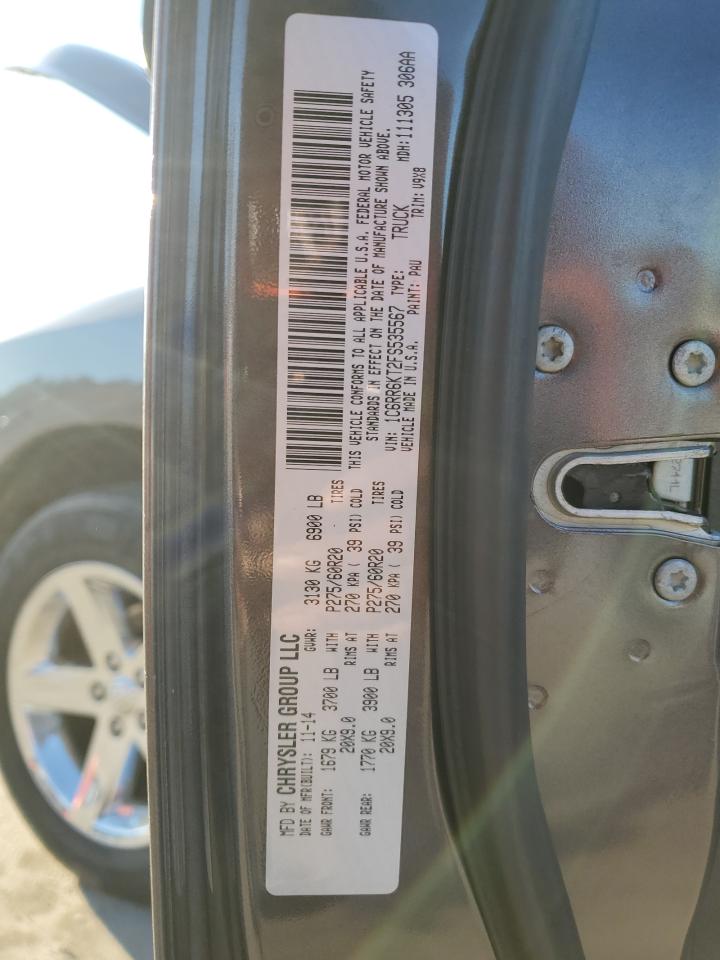 MFD BY CHRYSLER GROUP LLC
DATE OF MFR(BUILT): 11-14 GVWR: 3130 KG 6900 LB
GAWR FRONT: 1679 KG 3700 LB WITH P275/60R20 TIRES
20X9.0 RIMS AT 270 KPA ( 39 PSI) COLD
GAWR REAR: 1770 KG 3900 LB WITH P275/60R20 TIRES
20X9.0 RIMS AT 270 KPA ( 39 PSI) COLD
THIS VEHICLE CONFORMS TO ALL APPLICABLE U.S.A. FEDERAL MOTOR VEHICLE SAFETY
STANDARDS IN EFFECT ON THE DATE OF MANUFACTURE SHOWN ABOVE.
VIN: 1C6RR6KT2FS535567 TYPE: TRUCK MDH:111305 306AA
VEHICLE MADE IN U.S.A. PAINT: PAU TRIM: V9X8